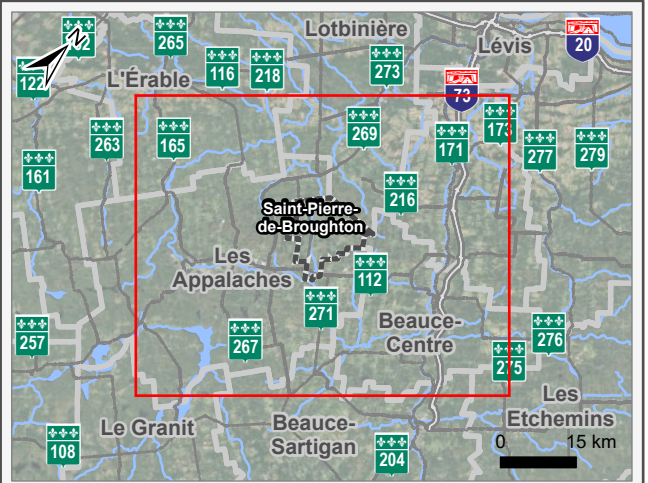 Lotbinière
265
N
20
Lévis
122
L'Érable
116
218
273
73
173
269
263
165
171
277
279
161
216
Saint-Pierre-
de-Broughton
Les
Appalaches
112
271
Beauce-
Centre
257
267
276
275
Les
Etchemins
Le Granit
Beauce-
Sartigan
108
204
0 15 km